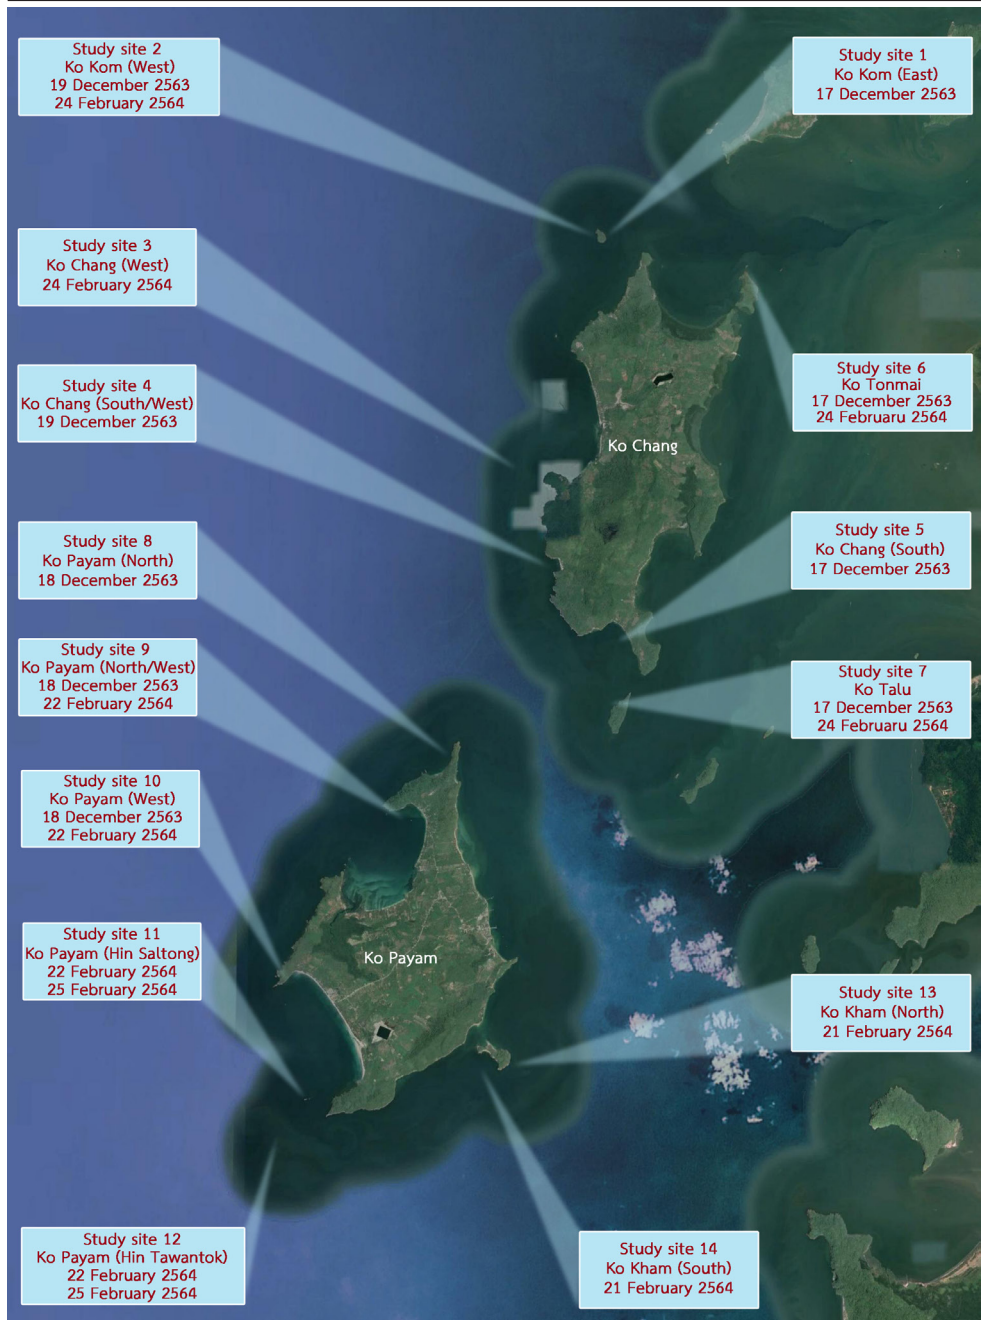 Study site 2
Ko Kom (West)
19 December 2563
24 February 2564
Study site 1
Ko Kom (East)
17 December 2563
Study site 3
Ko Chang (West)
24 February 2564
Study site 4
Ko Chang (South/West)
19 December 2563
Study site 6
Ko Tonmai
17 December 2563
24 Februaru 2564
Ko Chang
Study site 8
Ko Payam (North)
18 December 2563
Study site 5
Ko Chang (South)
17 December 2563
Study site 9
Ko Payam (North/West)
18 December 2563
22 February 2564
Study site 7
Ko Talu
17 December 2563
24 Februaru 2564
Study site 10
Ko Payam (West)
18 December 2563
22 February 2564
Study site 11
Ko Payam (Hin Saltong)
22 February 2564
25 February 2564
Ko Payam
Study site 13
Ko Kham (North)
21 February 2564
Study site 12
Ko Payam (Hin Tawantok)
22 February 2564
25 February 2564
Study site 14
Ko Kham (South)
21 February 2564